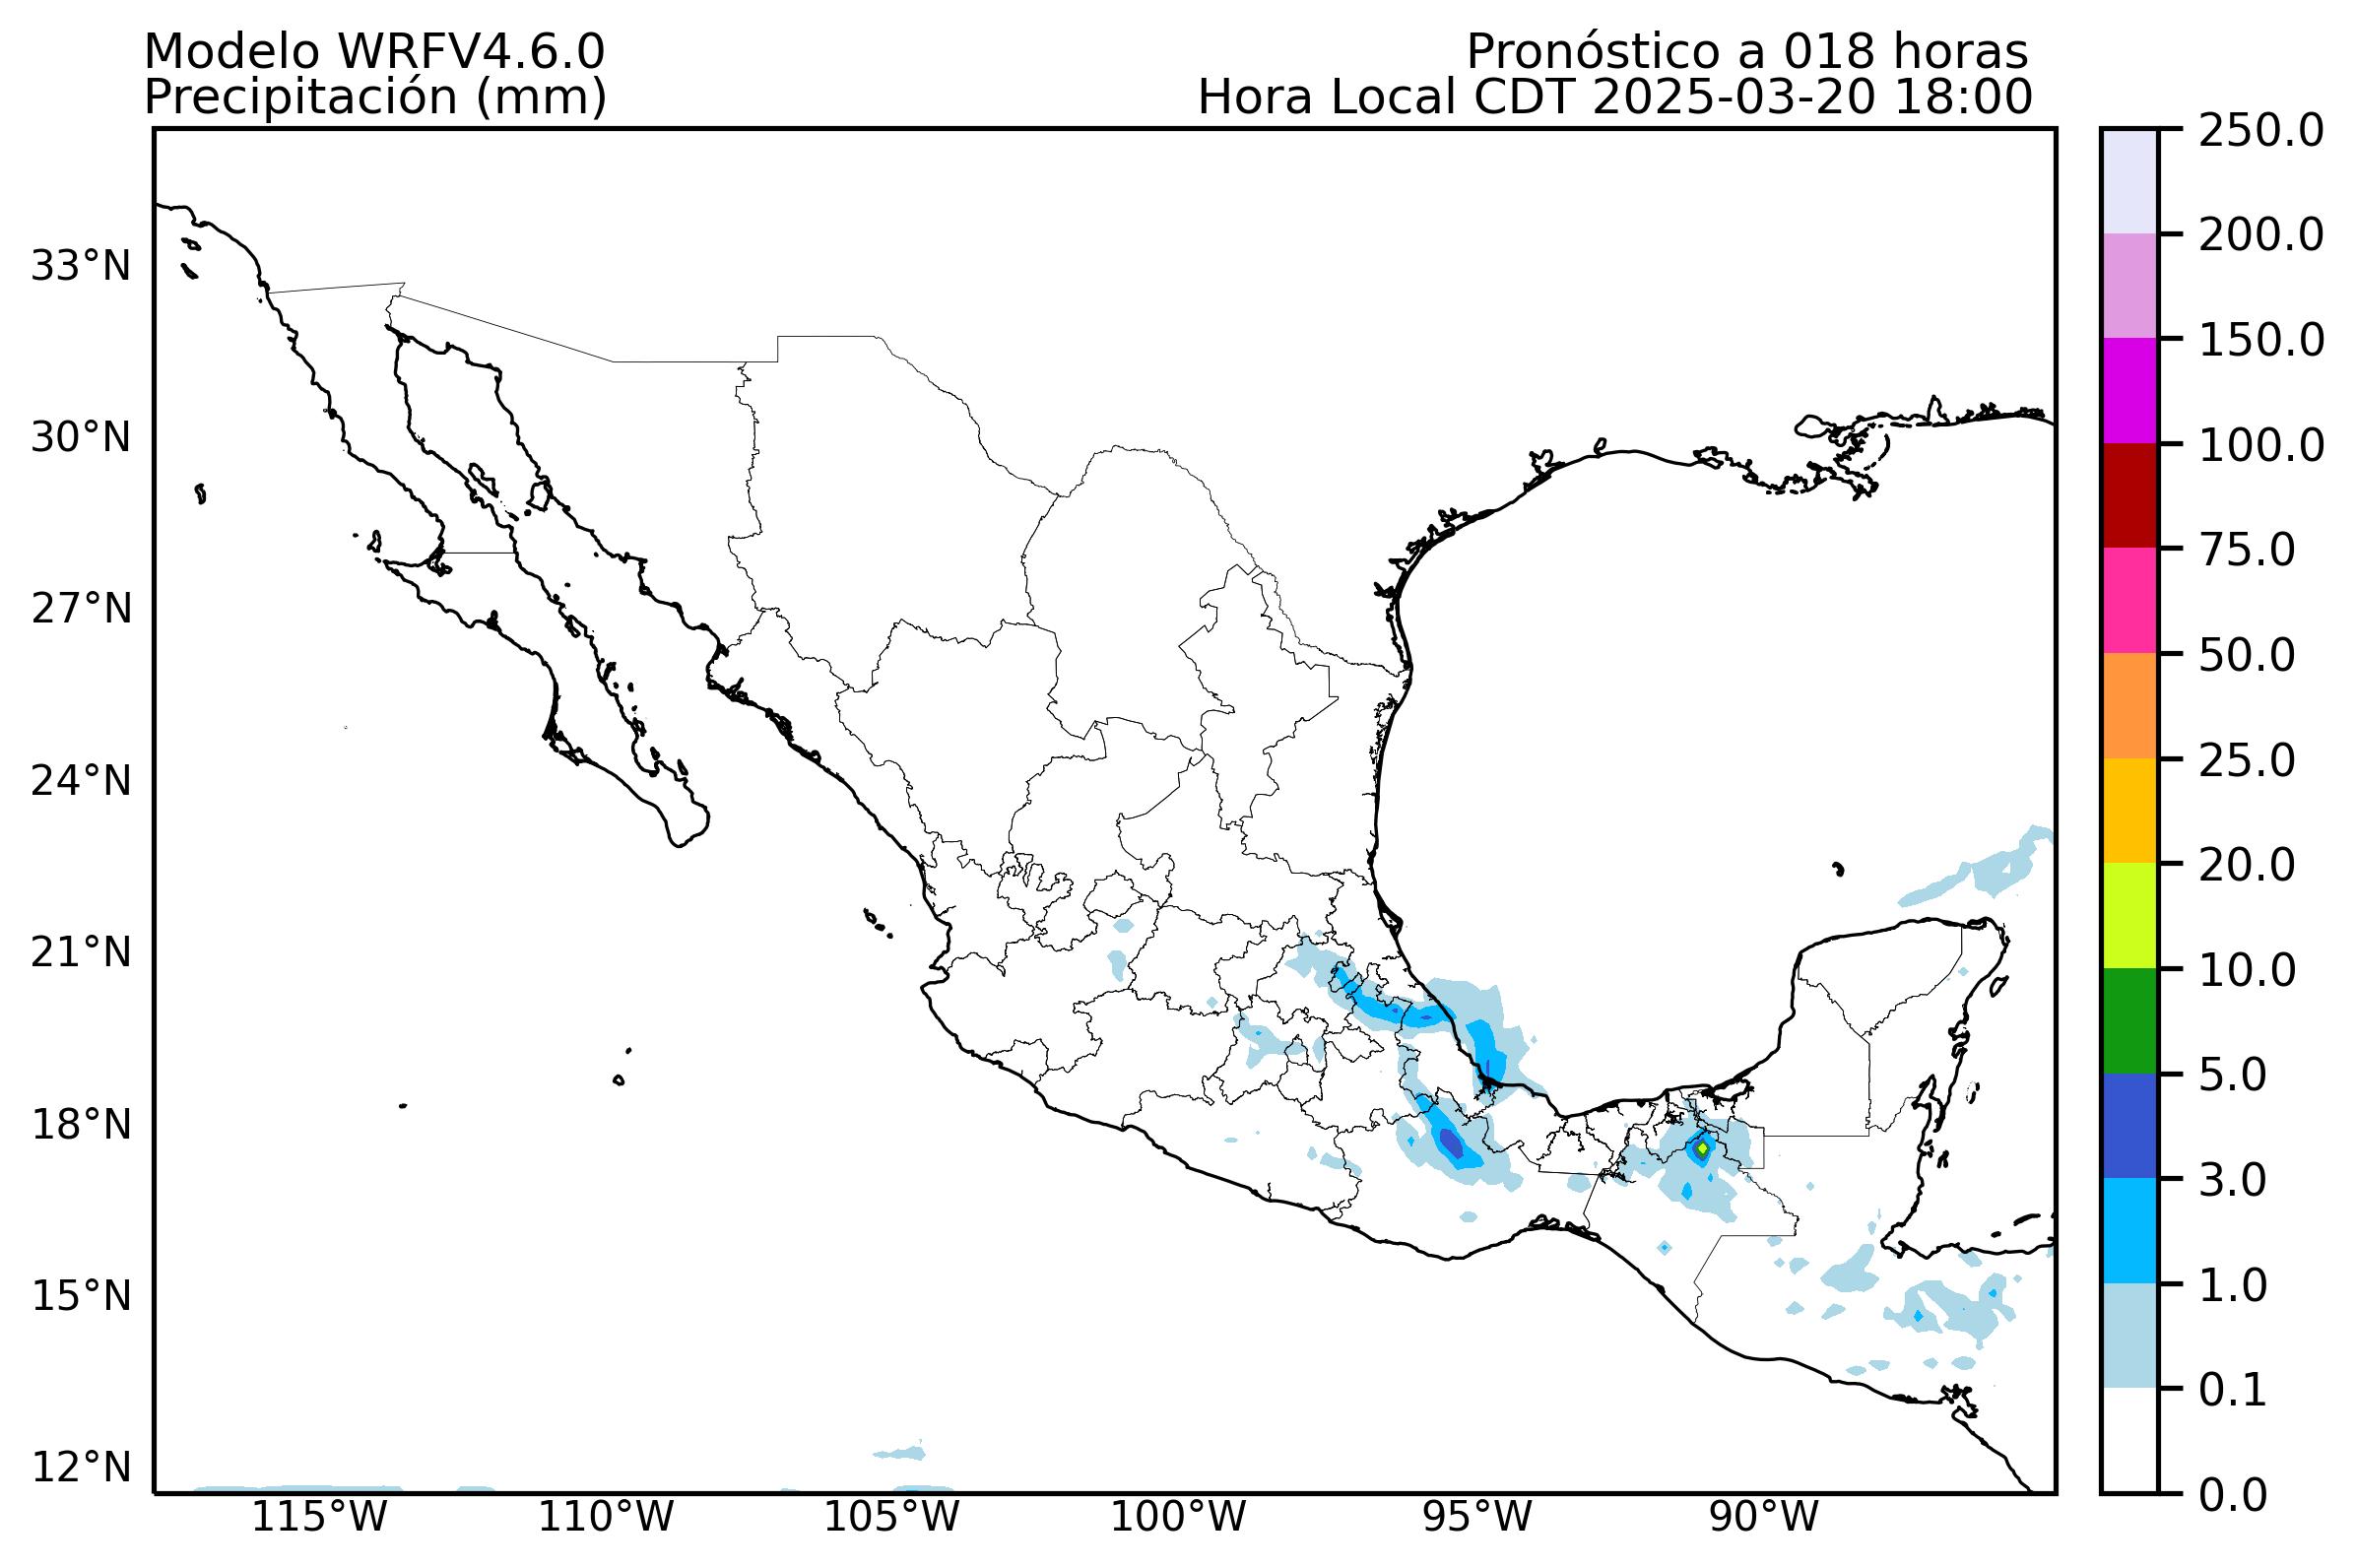 Modelo WRFV4.6.0
Pronóstico a 018 horas
Precipitación (mm)
Hora Local CDT 2025-03-20 18:00
33°N
30°N
27°N
24°N
21°N
18°N
15°N
12°N
115°W
110°W
105°W
100°W
95°W
90°W
250.0
200.0
150.0
100.0
75.0
50.0
25.0
20.0
10.0
5.0
3.0
1.0
0.1
0.0